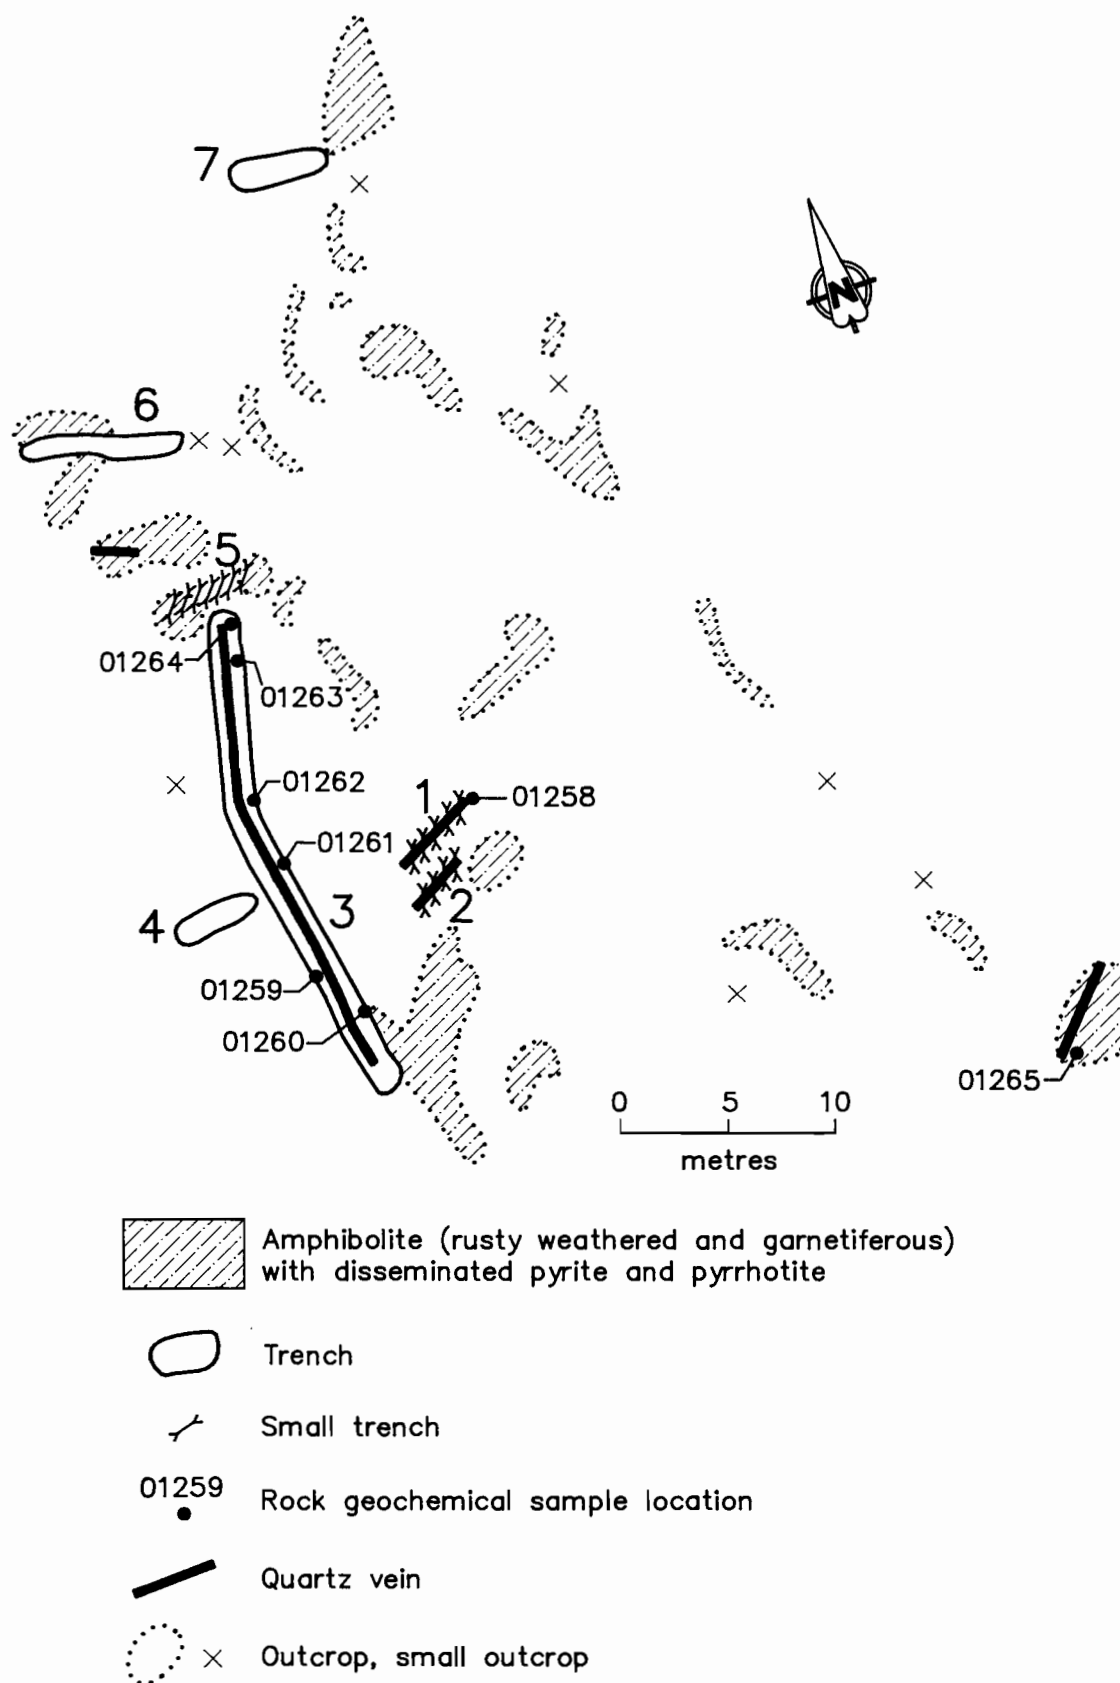 7
N
6
5
01264
01263
01262
1
01258
01261
3
2
4
01259
01260
01265
0 5 10
metres
Amphibolite (rusty weathered and garnetiferous)
with disseminated pyrite and pyrrhotite
Trench
Small trench
01259
Rock geochemical sample location
Quartz vein
Outcrop, small outcrop